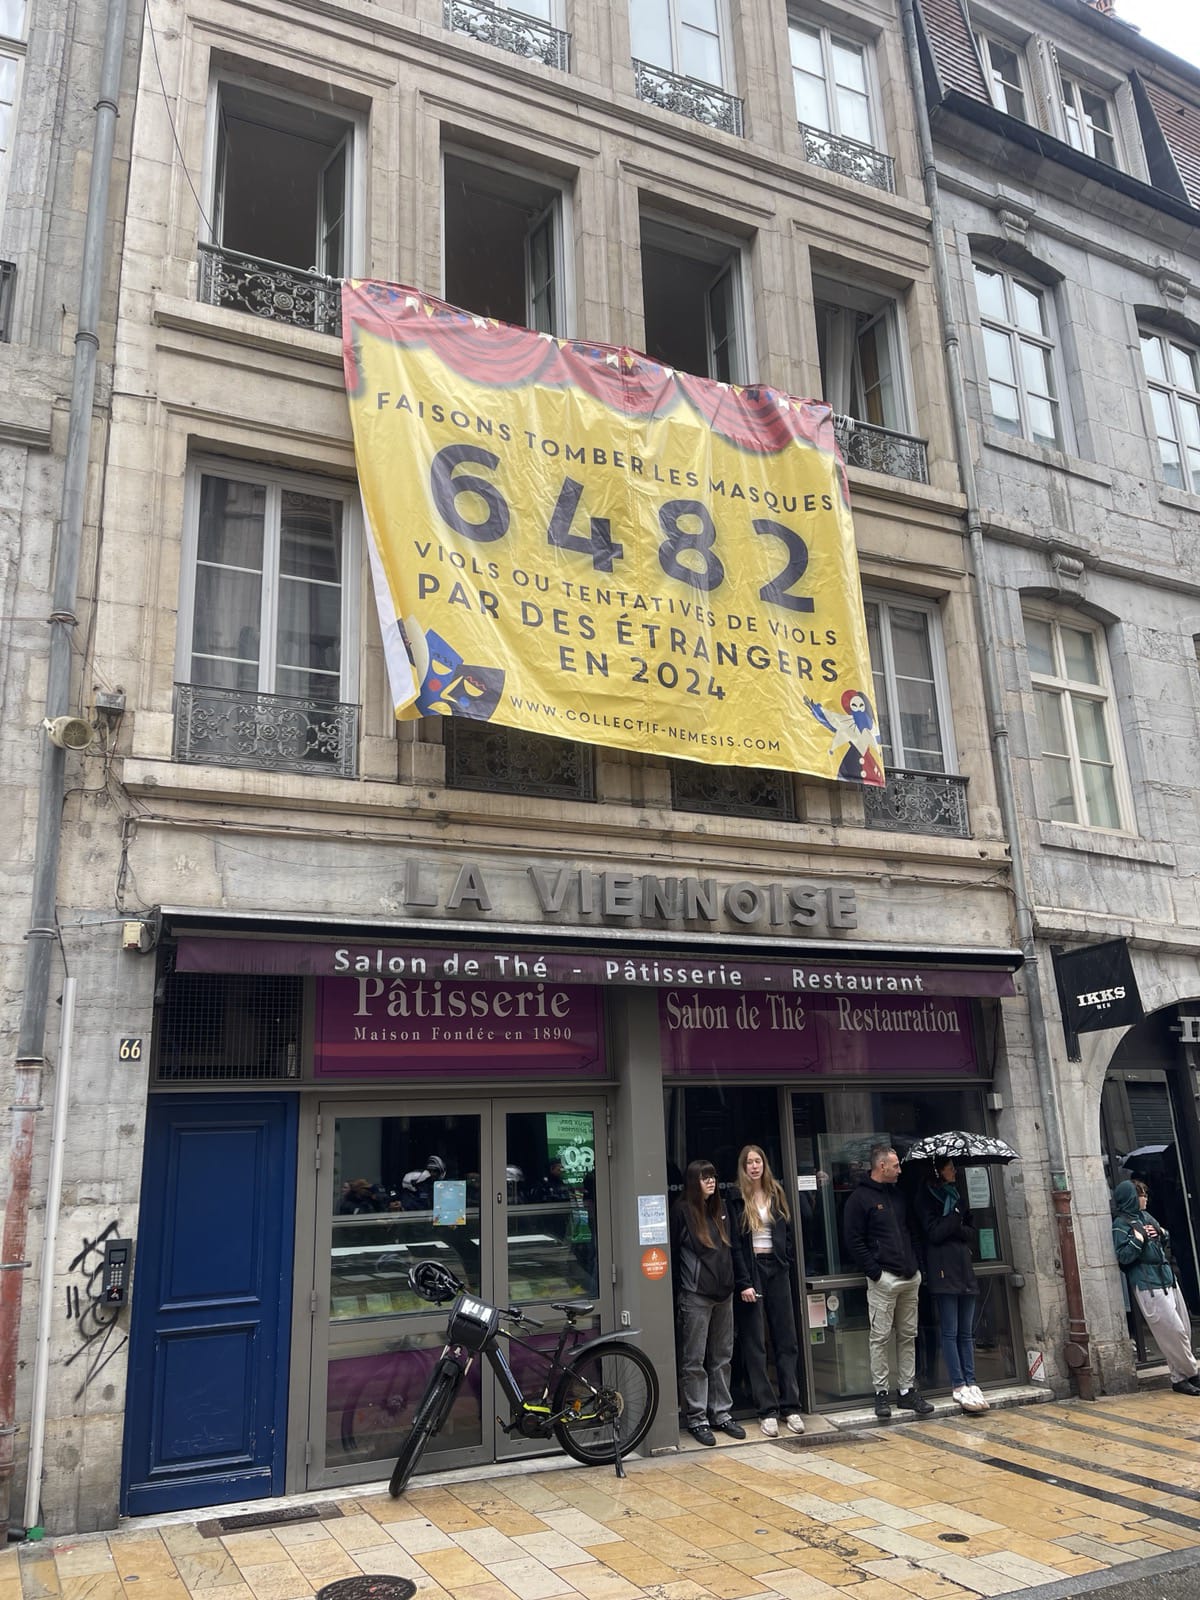 FAISONS TOMBER LES MASQUES
6482
VIOLS OU TENTATIVES DE VIOLS
PAR DES ÉTRANGERS
EN 2024
WWW.COLLECTIF-NEMESIS.COM
LA VIENNOISE
Salon de Thé - Pâtisserie - Restaurant
Pâtisserie
Maison Fondée en 1890
Salon de Thé
Restauration
66
IKKS
MEN